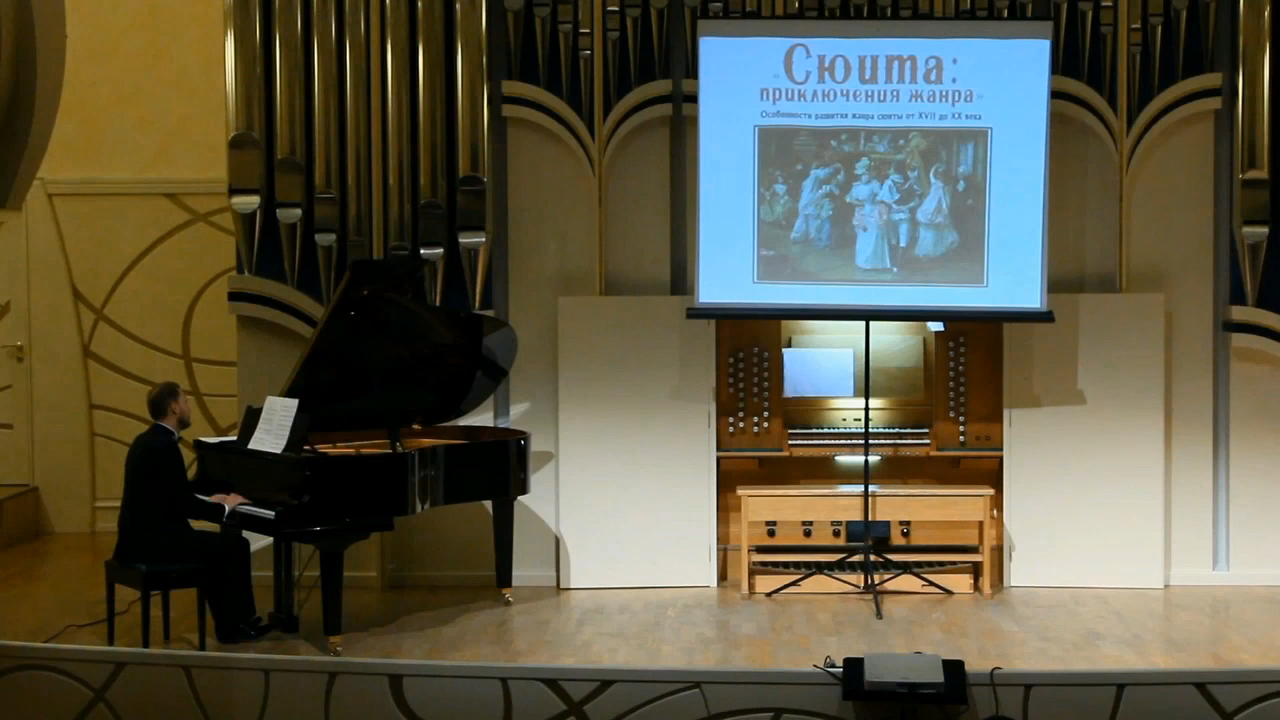 «Сюита:
приключения жанра»
Особенности развития жанра сюиты от XVII до XX века